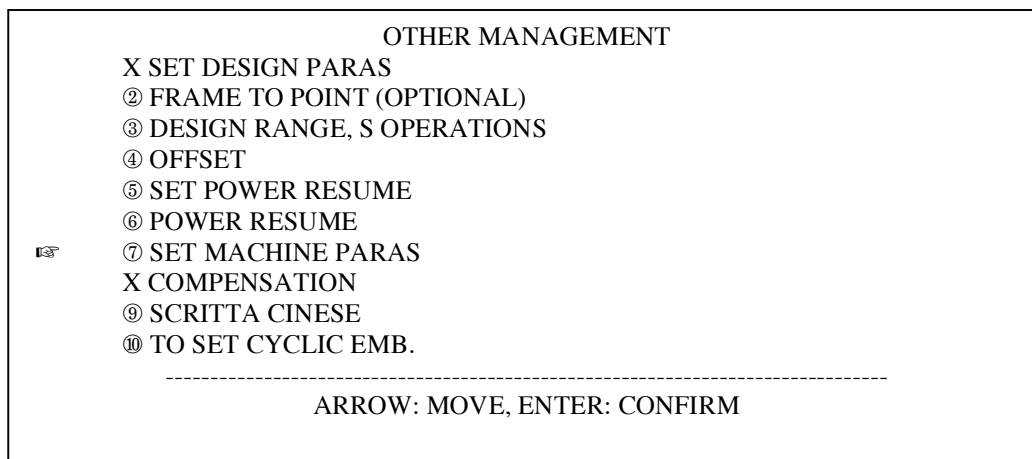 OTHER MANAGEMENT
X SET DESIGN PARAS
② FRAME TO POINT (OPTIONAL)
③ DESIGN RANGE, S OPERATIONS
④ OFFSET
⑤ SET POWER RESUME
⑥ POWER RESUME
☞ ⑦ SET MACHINE PARAS
X COMPENSATION
⑨ SCRITTA CINESE
⑩ TO SET CYCLIC EMB.
--------------------------------------------------------------------------------
ARROW: MOVE, ENTER: CONFIRM